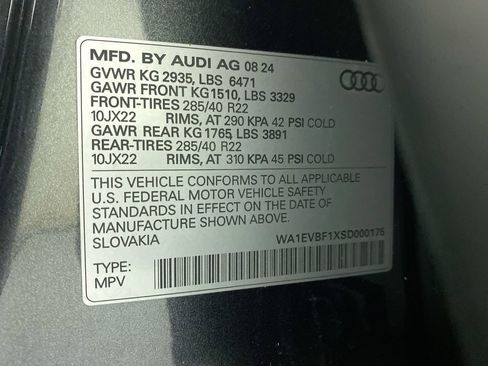 MFD. BY AUDI AG 08 24
GVWR KG 2935, LBS 6471
GAWR FRONT KG1510, LBS 3329
FRONT-TIRES 285/40 R22
10JX22 RIMS, AT 290 KPA 42 PSI COLD
GAWR REAR KG 1765, LBS 3891
REAR-TIRES 285/40 R22
10JX22 RIMS, AT 310 KPA 45 PSI COLD
THIS VEHICLE CONFORMS TO ALL APPLICABLE
U.S. FEDERAL MOTOR VEHICLE SAFETY
STANDARDS IN EFFECT ON THE DATE OF
MANUFACTURE SHOWN ABOVE.
SLOVAKIA WA1EVBF1XSD000175
TYPE:
MPV